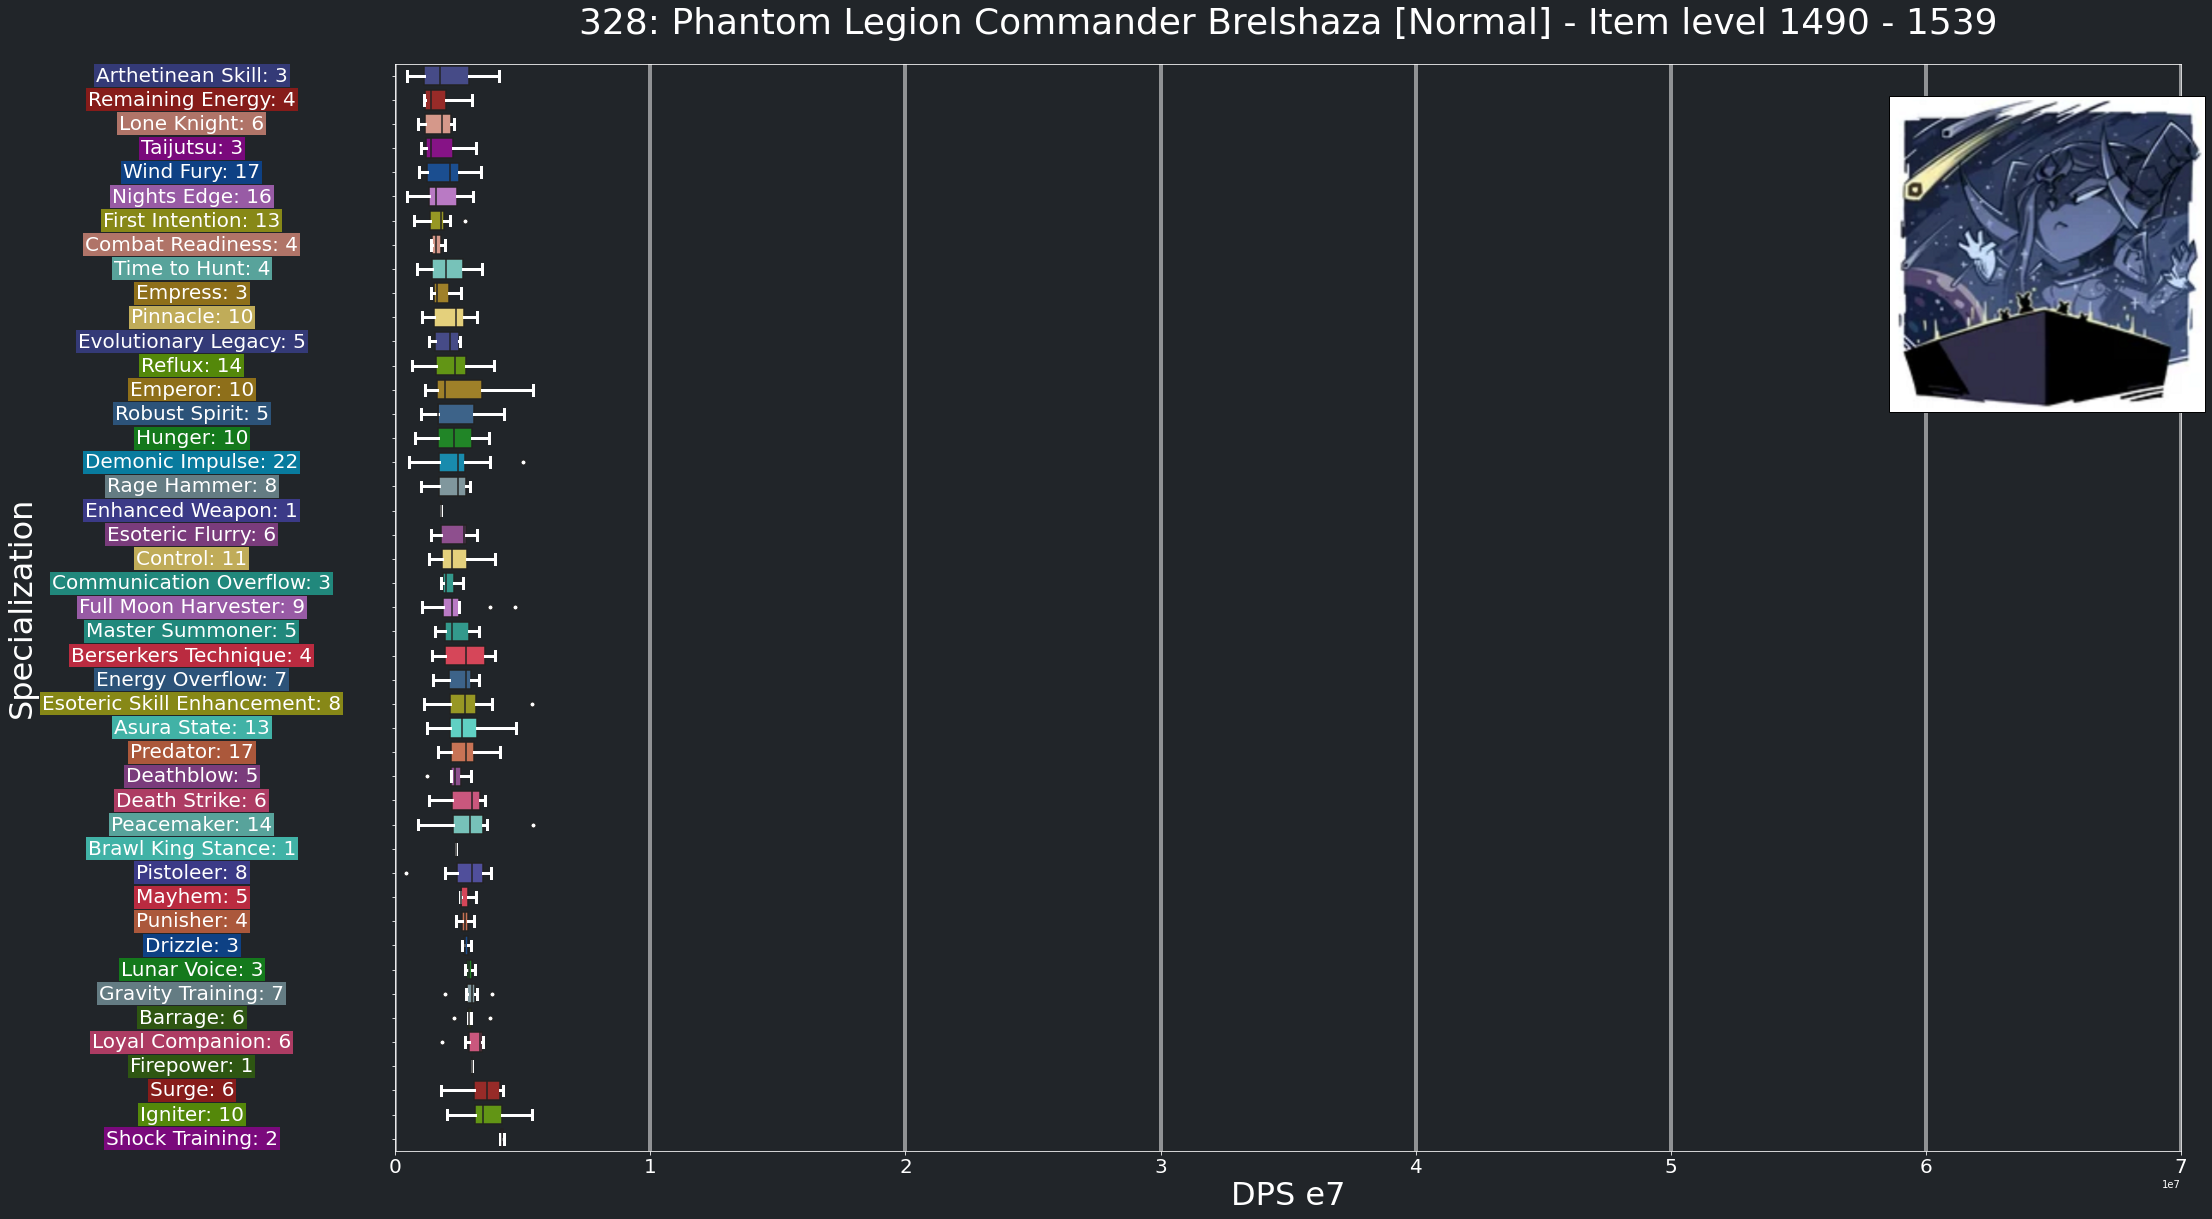 328: Phantom Legion Commander Brelshaza [Normal] - Item level 1490 - 1539
Specialization
Arthetinean Skill: 3
Remaining Energy: 4
Lone Knight: 6
Taijutsu: 3
Wind Fury: 17
Nights Edge: 16
First Intention: 13
Combat Readiness: 4
Time to Hunt: 4
Empress: 3
Pinnacle: 10
Evolutionary Legacy: 5
Reflux: 14
Emperor: 10
Robust Spirit: 5
Hunger: 10
Demonic Impulse: 22
Rage Hammer: 8
Enhanced Weapon: 1
Esoteric Flurry: 6
Control: 11
Communication Overflow: 3
Full Moon Harvester: 9
Master Summoner: 5
Berserkers Technique: 4
Energy Overflow: 7
Esoteric Skill Enhancement: 8
Asura State: 13
Predator: 17
Deathblow: 5
Death Strike: 6
Peacemaker: 14
Brawl King Stance: 1
Pistoleer: 8
Mayhem: 5
Punisher: 4
Drizzle: 3
Lunar Voice: 3
Gravity Training: 7
Barrage: 6
Loyal Companion: 6
Firepower: 1
Surge: 6
Igniter: 10
Shock Training: 2
0 1 2 3 4 5 6 7
1e7
DPS e7